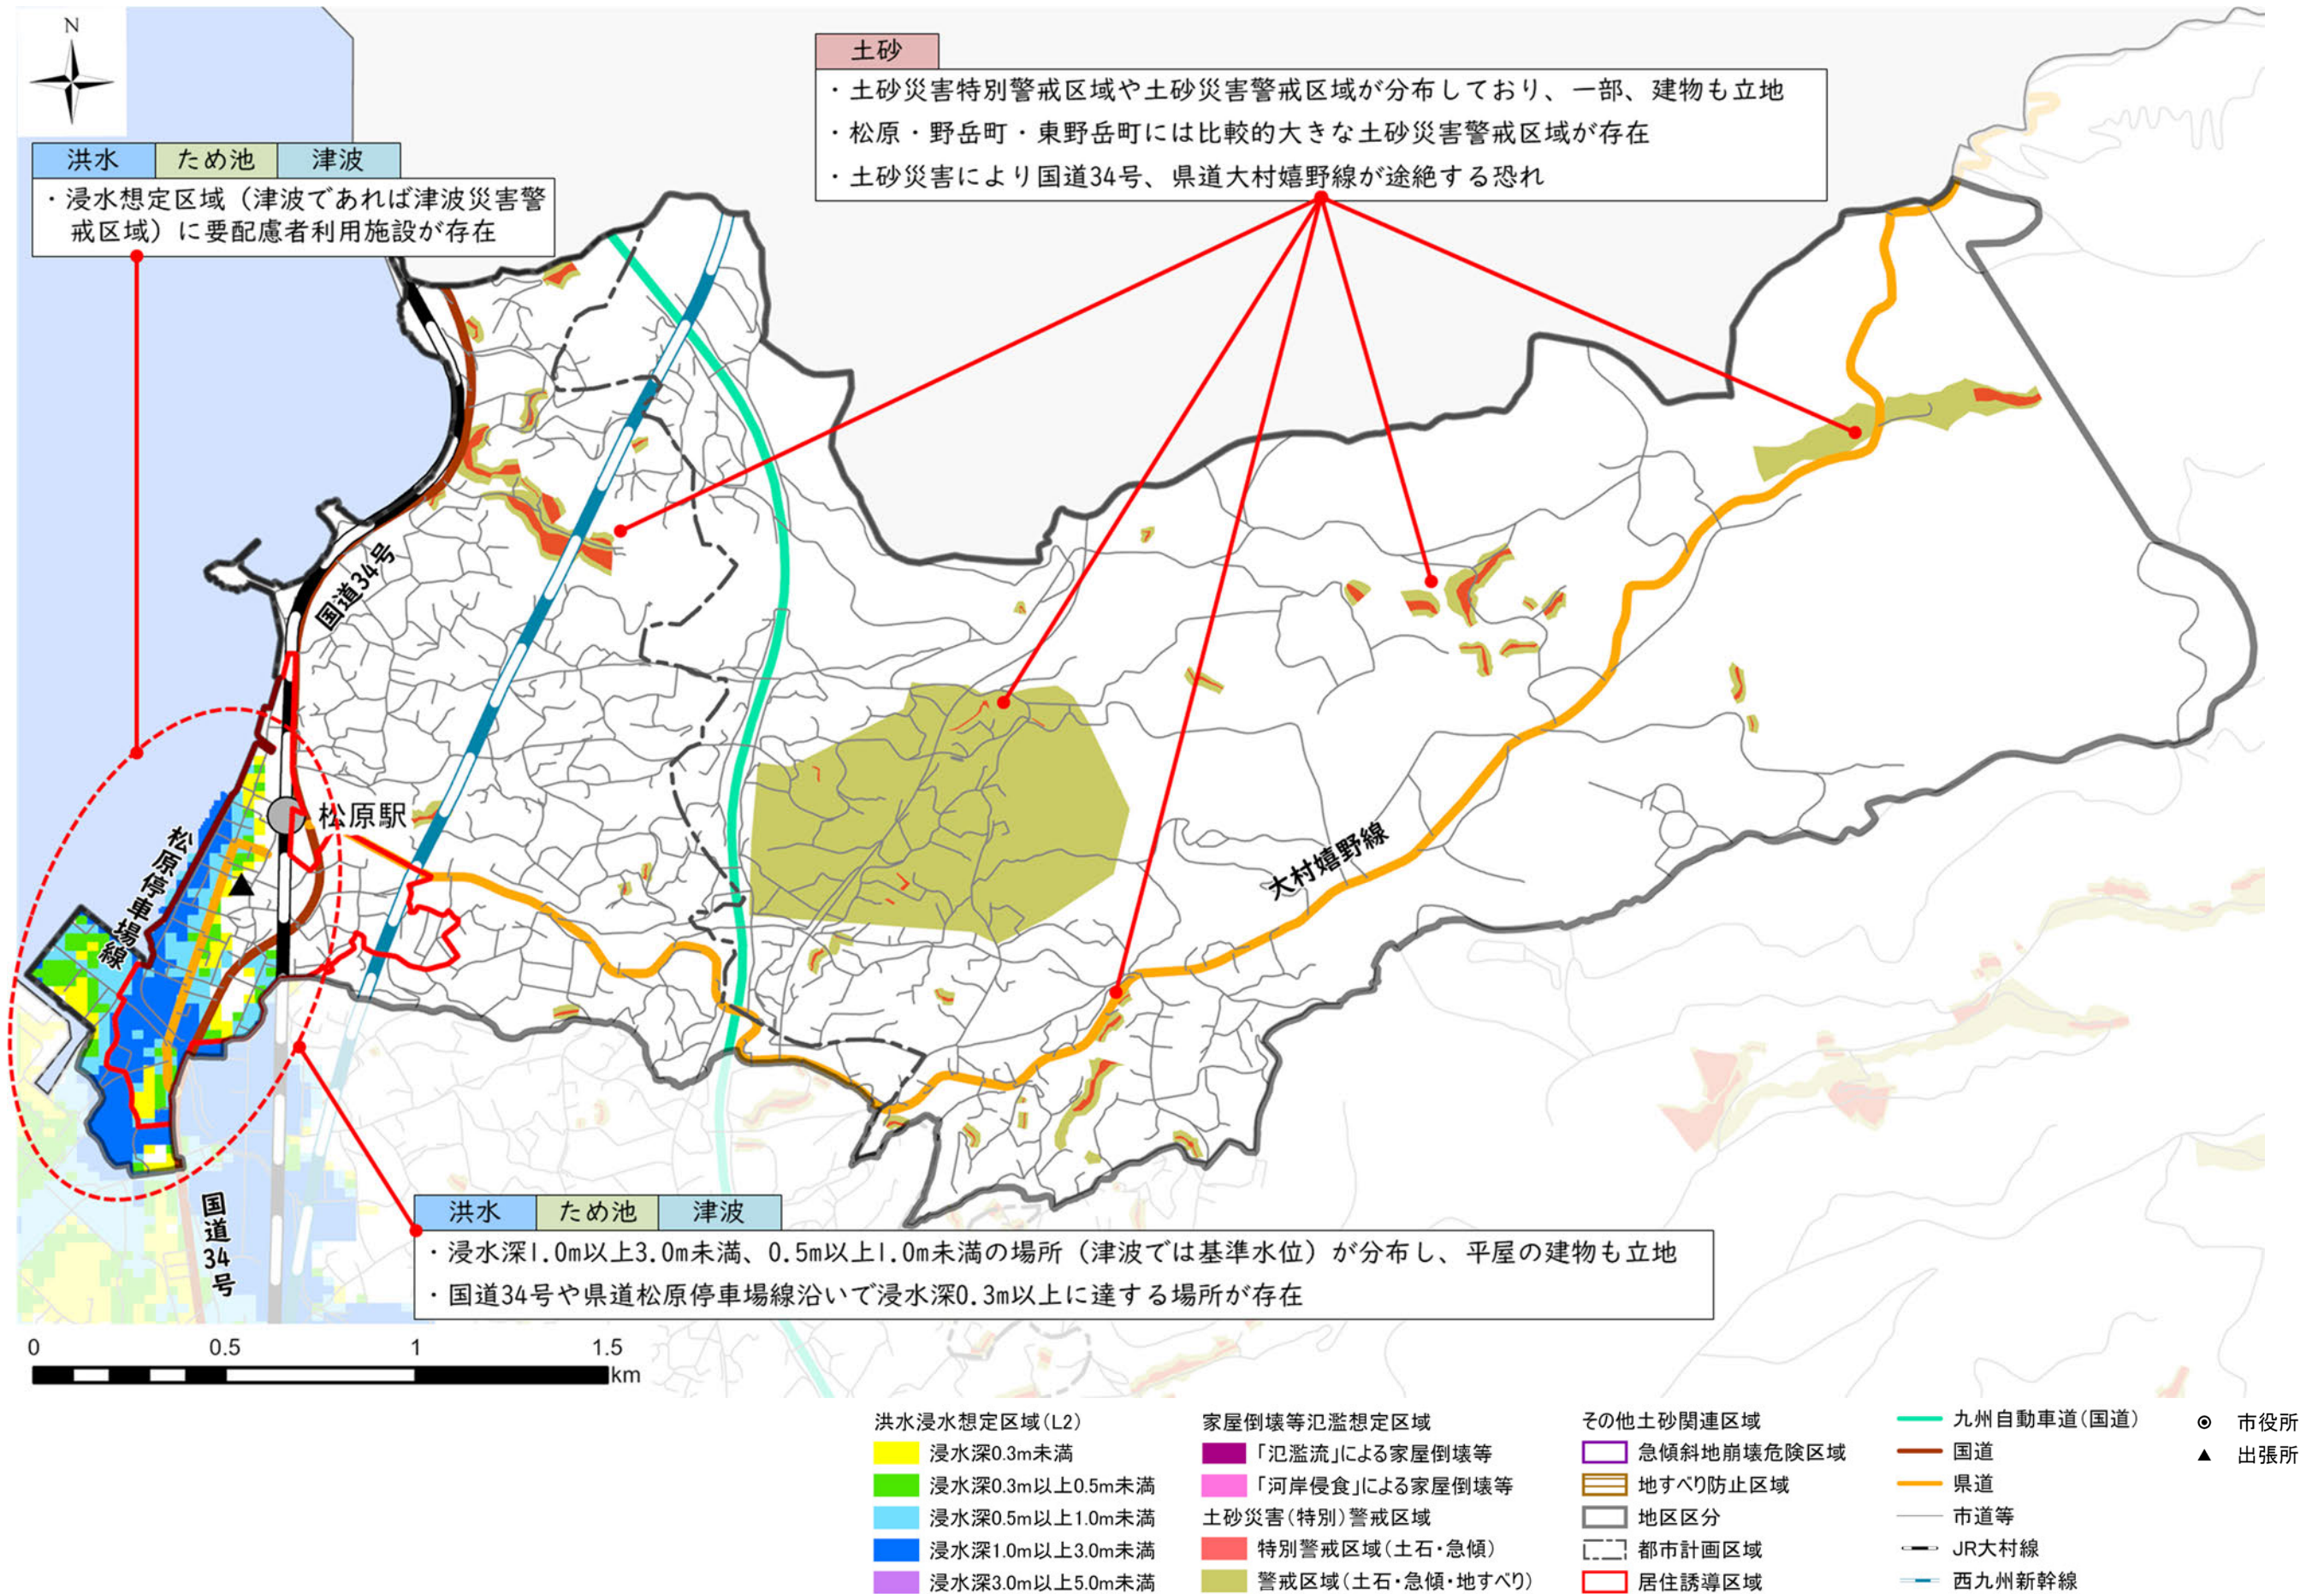 N
土砂
・土砂災害特別警戒区域や土砂災害警戒区域が分布しており、一部、建物も立地
・松原・野岳町・東野岳町には比較的大きな土砂災害警戒区域が存在
・土砂災害により国道34号、県道大村嬉野線が途絶する恐れ
洪水 ため池 津波
・浸水想定区域（津波であれば津波災害警
戒区域）に要配慮者利用施設が存在
国道34号
松原駅
松原停車場線
大村嬉野線
国道34号
洪水 ため池 津波
・浸水深1.0m以上3.0m未満、0.5m以上1.0m未満の場所（津波では基準水位）が分布し、平屋の建物も立地
・国道34号や県道松原停車場線沿いで浸水深0.3m以上に達する場所が存在
0 0.5 1 1.5
km
洪水浸水想定区域(L2)
浸水深0.3m未満
浸水深0.3m以上0.5m未満
浸水深0.5m以上1.0m未満
浸水深1.0m以上3.0m未満
浸水深3.0m以上5.0m未満
家屋倒壊等氾濫想定区域
「氾濫流」による家屋倒壊等
「河岸侵食」による家屋倒壊等
土砂災害(特別)警戒区域
特別警戒区域(土石・急傾)
警戒区域(土石・急傾・地すべり)
その他土砂関連区域
急傾斜地崩壊危険区域
地すべり防止区域
地区区分
都市計画区域
居住誘導区域
九州自動車道(国道)
国道
県道
市道等
JR大村線
西九州新幹線
市役所
出張所